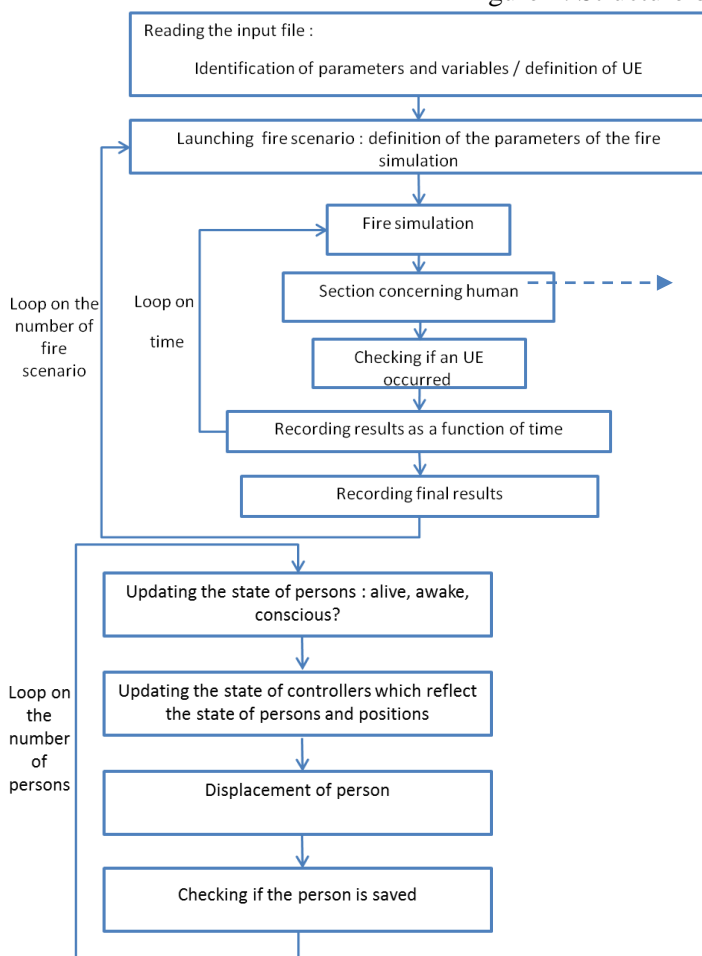 Reading the input file :
Identification of parameters and variables / definition of UE
Launching fire scenario : definition of the parameters of the fire
simulation
Fire simulation
Section concerning human
Loop on the
number of
fire
scenario
Loop on
time
Checking if an UE
occurred
Recording results as a function of time
Recording final results
Updating the state of persons : alive, awake,
conscious?
Loop on
the
number
of
persons
Updating the state of controllers which reflect
the state of persons and positions
Displacement of person
Checking if the person is saved